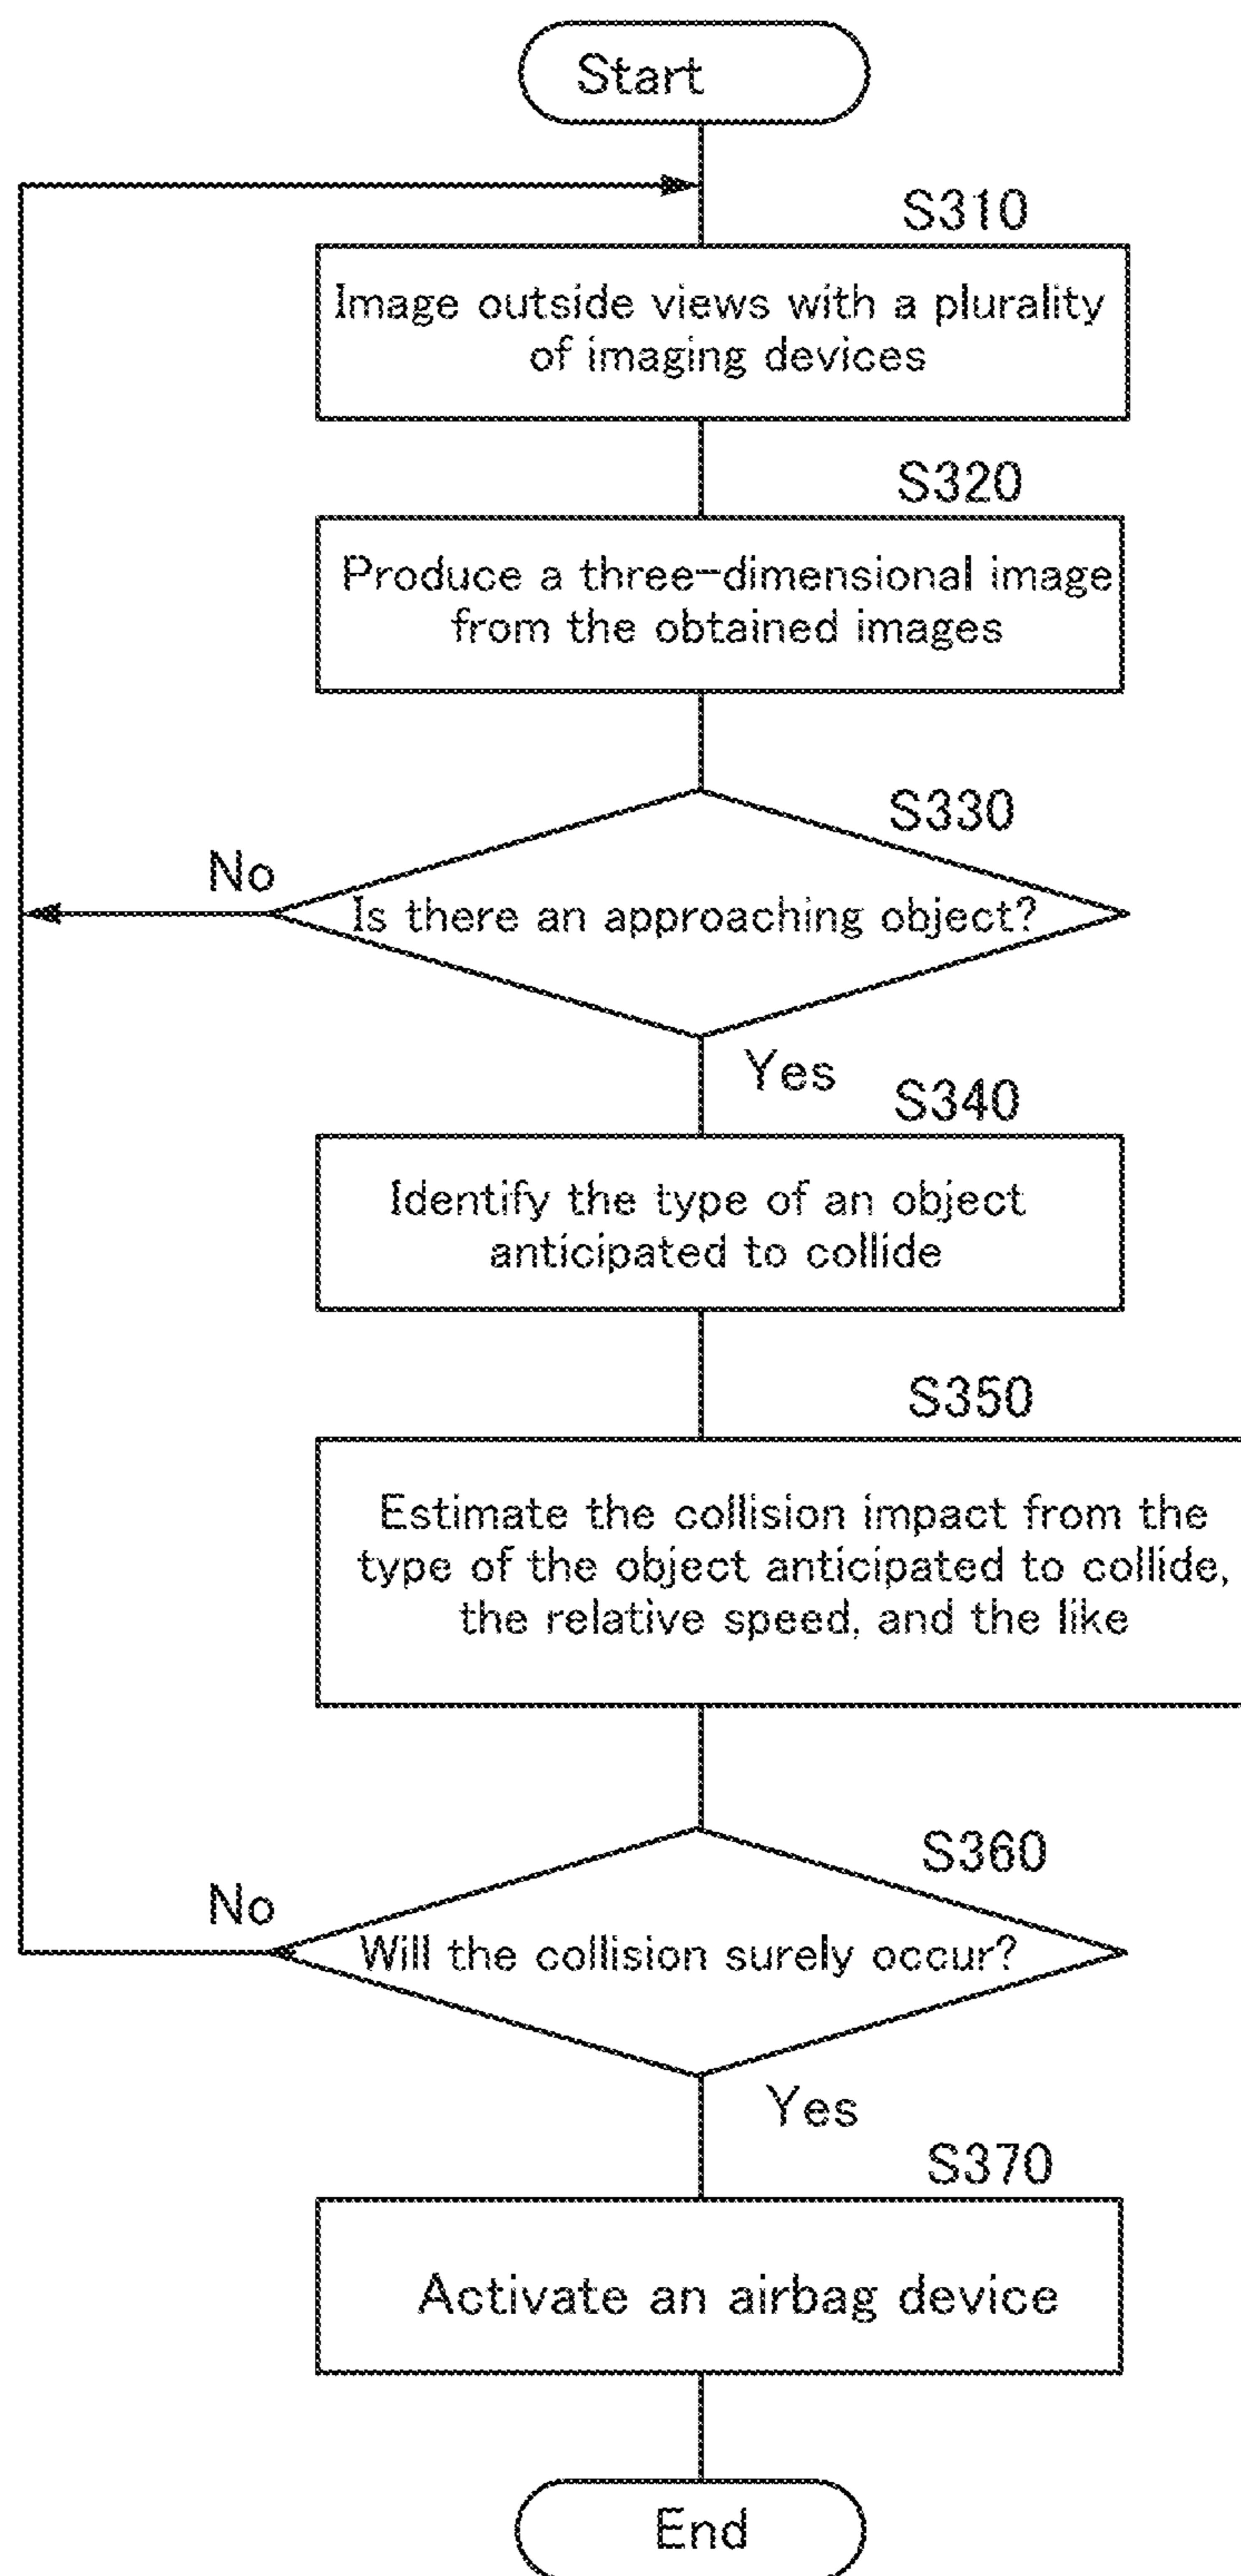 Start
S310
Image outside views with a plurality
of imaging devices
S320
Produce a three-dimensional image
from the obtained images
S330
No
Is there an approaching object?
Yes
S340
Identify the type of an object
anticipated to collide
S350
Estimate the collision impact from the
type of the object anticipated to collide,
the relative speed, and the like
S360
No
Will the collision surely occur?
Yes
S370
Activate an airbag device
End